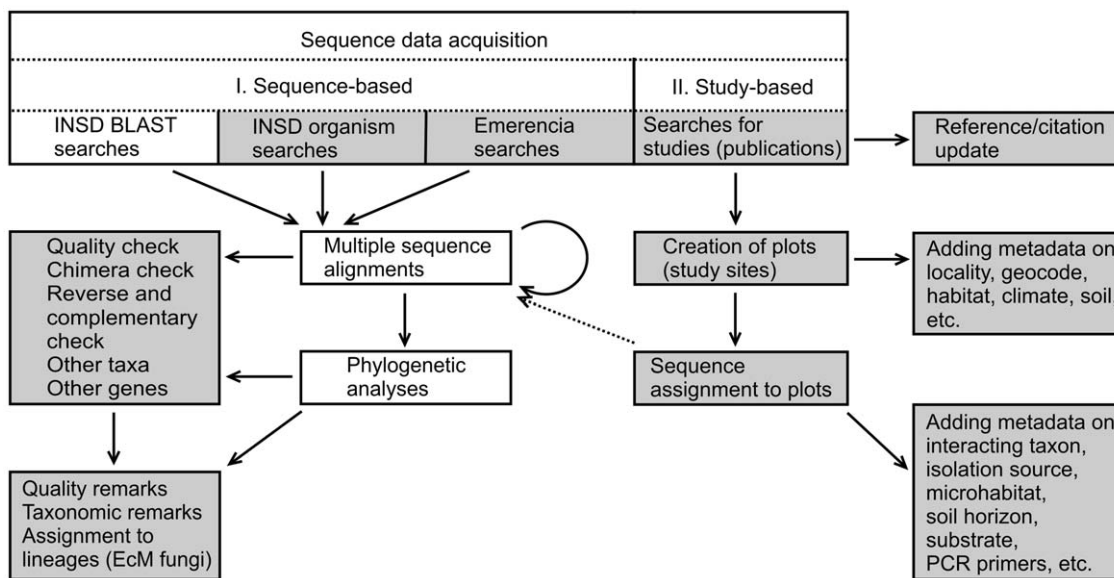 Sequence data acquisition
I. Sequence-based
II. Study-based
INSD BLAST
searches
INSD organism
searches
Emerencia
searches
Searches for
studies (publications)
Reference/citation
update
Quality check
Chimera check
Reverse and
complementary
check
Other taxa
Other genes
Multiple sequence
alignments
Creation of plots
(study sites)
Adding metadata on
locality, geocode,
habitat, climate, soil,
etc.
Phylogenetic
analyses
Sequence
assignment to plots
Quality remarks
Taxonomic remarks
Assignment to
lineages (EcM fungi)
Adding metadata on
interacting taxon,
isolation source,
microhabitat,
soil horizon,
substrate,
PCR primers, etc.